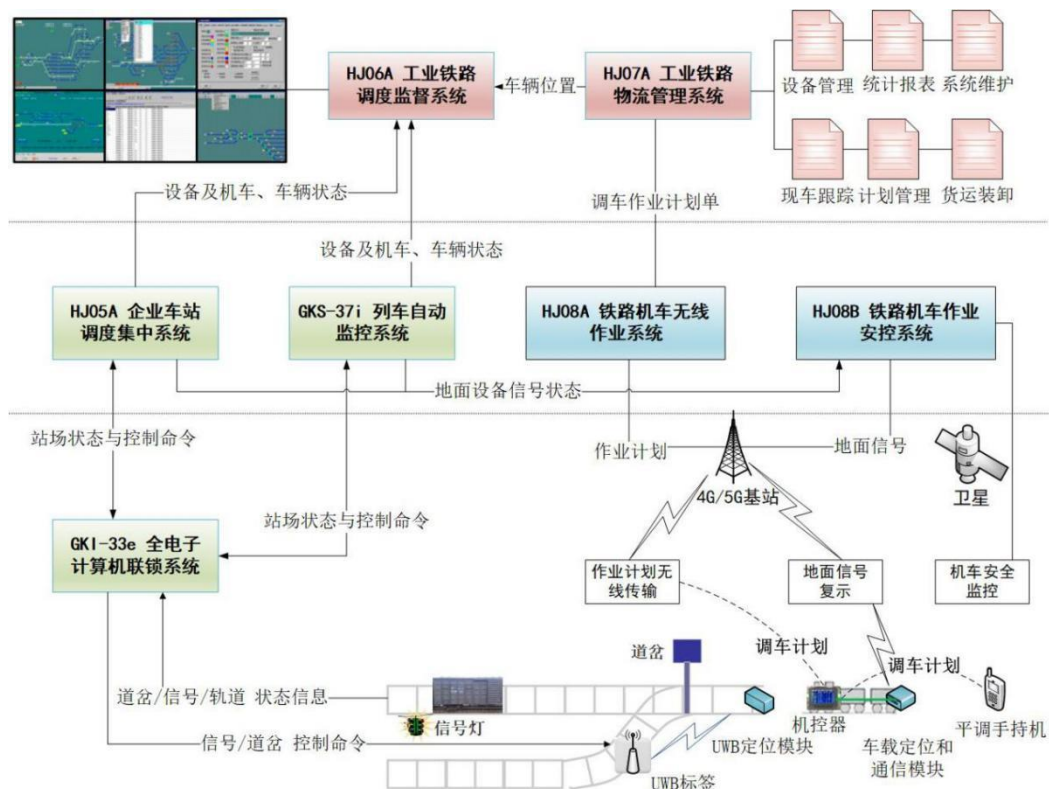 HJ06A 工业铁路
调度监督系统
车辆位置
HJ07A 工业铁路
物流管理系统
设备管理
统计报表
系统维护
现车跟踪
计划管理
货运装卸
设备及机车、车辆状态
调车作业计划单
设备及机车、车辆状态
HJ05A 企业车站
调度集中系统
GKS-37i 列车自动
监控系统
HJ08A 铁路机车无线
作业系统
HJ08B 铁路机车作业
安控系统
地面设备信号状态
站场状态与控制命令
作业计划
地面信号
4G/5G基站
卫星
站场状态与控制命令
GKI-33e 全电子
计算机联锁系统
作业计划无
线传输
地面信号
复示
机车安全
监控
道岔
调车计划
调车计划
道岔/信号/轨道 状态信息
信号灯
机控器
平调手持机
信号/道岔 控制命令
UWB定位模块
车载定位和
通信模块
UWB标签